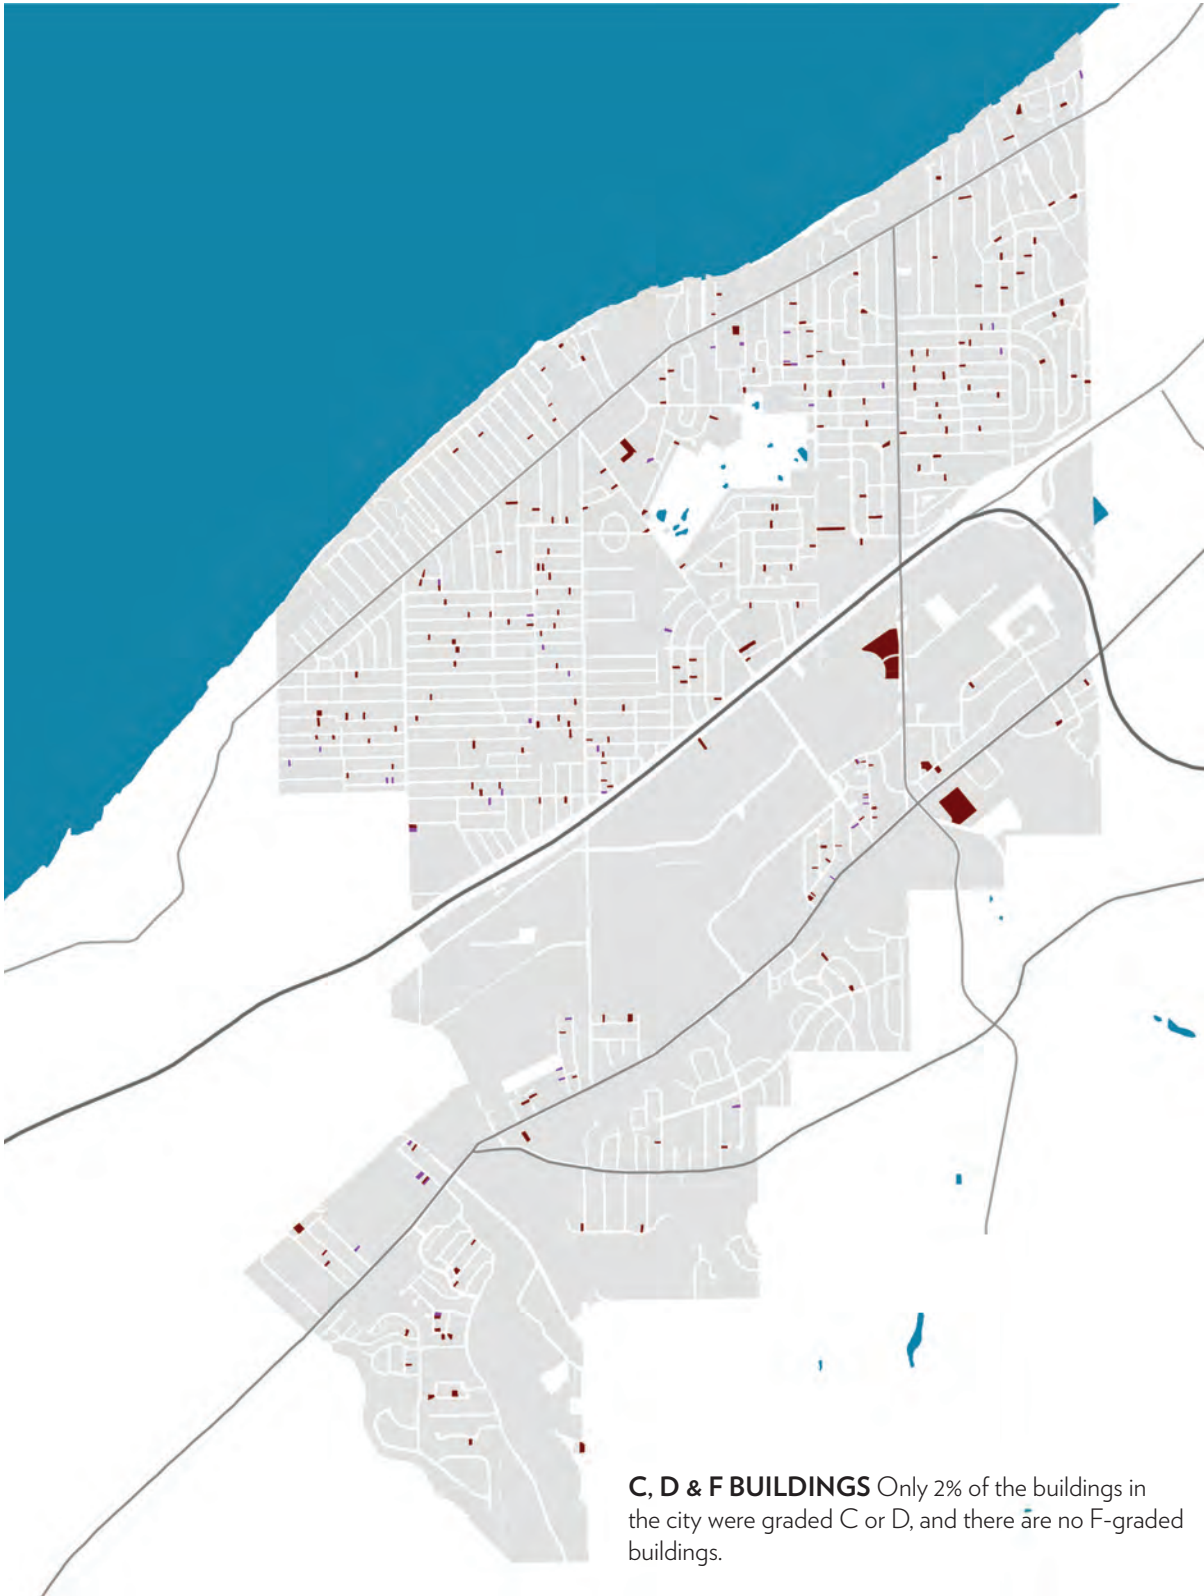 C, D & F BUILDINGS Only 2% of the buildings in
the city were graded C or D, and there are no F-graded
buildings.